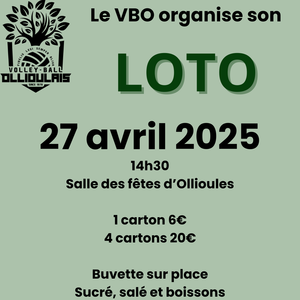 Le VBO organise son
VOLLEY-BALL
OLLIOULAIS
LOTO
27 avril 2025
14h30
Salle des fêtes d'Ollioules
1 carton 6€
4 cartons 20€
Buvette sur place
Sucré, salé et boissons